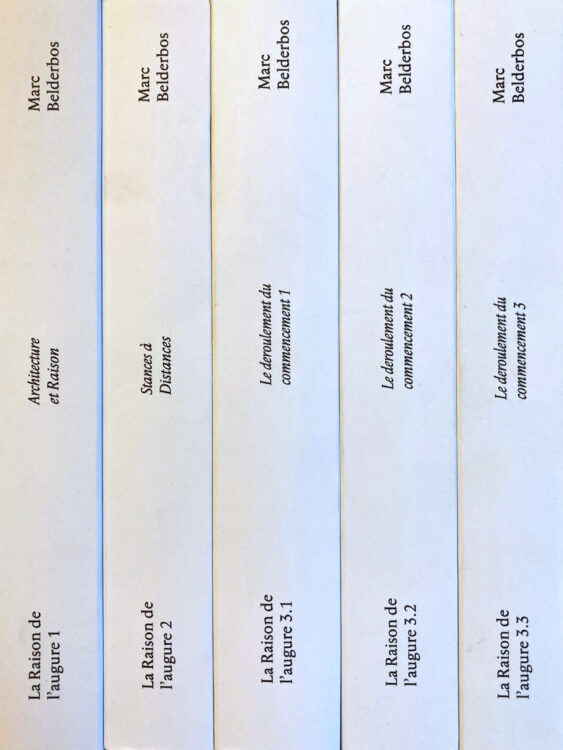 La Raison de
l'augure 1
Architecture
et Raison
Marc
Belderbos
La Raison de
l'augure 2
Stances à
Distances
Marc
Belderbos
La Raison de
l'augure 3.1
Le deroulement du
commencement 1
Marc
Belderbos
La Raison de
l'augure 3.2
Le deroulement du
commencement 2
Marc
Belderbos
La Raison de
l'augure 3.3
Le deroulement du
commencement 3
Marc
Belderbos